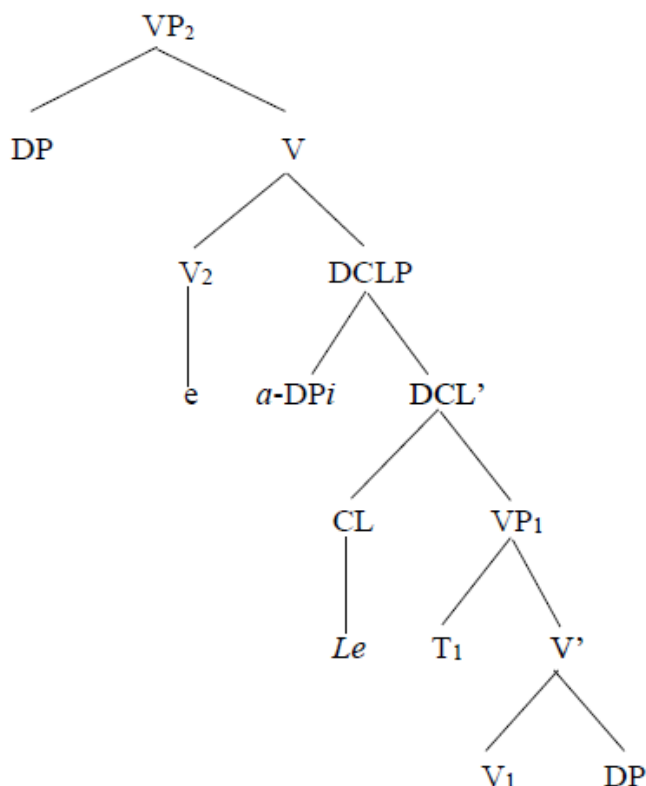 VP₂
DP V
V₂ DCLP
e a-DPi DCL’
CL VP₁
Le T₁ V’
V₁ DP